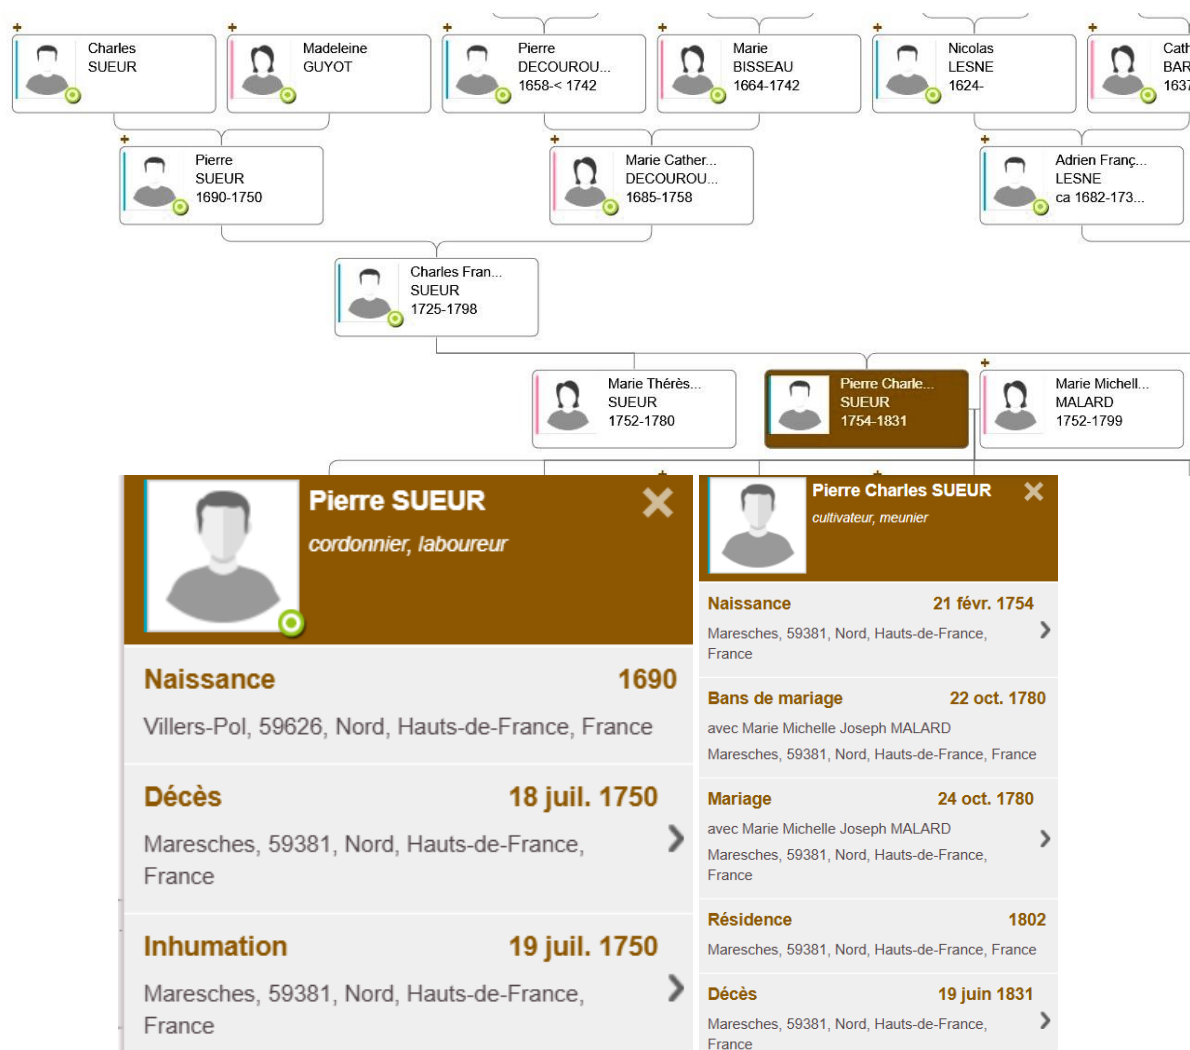 Charles
SUEUR
Madeleine
GUYOT
Pierre
DECOUROU...
1658-< 1742
Marie
BISSEAU
1664-1742
Nicolas
LESNE
1624-
Cath
BAR
1637
Pierre
SUEUR
1690-1750
Marie Cather...
DECOUROU...
1685-1758
Adrien Franç...
LESNE
ca 1682-173...
Charles Fran...
SUEUR
1725-1798
Marie Thérès...
SUEUR
1752-1780
Pierre Charle...
SUEUR
1754-1831
Marie Michell...
MALARD
1752-1799
Pierre SUEUR
cordonnier, laboureur
Naissance 1690
Villers-Pol, 59626, Nord, Hauts-de-France, France
Décès 18 juil. 1750
Maresches, 59381, Nord, Hauts-de-France,
France
Inhumation 19 juil. 1750
Maresches, 59381, Nord, Hauts-de-France,
France
Pierre Charles SUEUR
cultivateur, meunier
Naissance 21 févr. 1754
Maresches, 59381, Nord, Hauts-de-France,
France
Bans de mariage 22 oct. 1780
avec Marie Michelle Joseph MALARD
Maresches, 59381, Nord, Hauts-de-France, France
Mariage 24 oct. 1780
avec Marie Michelle Joseph MALARD
Maresches, 59381, Nord, Hauts-de-France,
France
Résidence 1802
Maresches, 59381, Nord, Hauts-de-France, France
Décès 19 juin 1831
Maresches, 59381, Nord, Hauts-de-France,
France